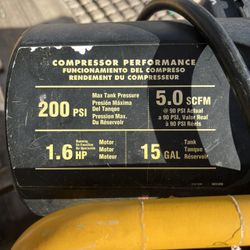 COMPRESSOR PERFORMANCE
FUNCIONAMIENTO DEL COMPRESO
RENDEMENT DU COMPRESSEUR
200 PSI
Max Tank Pressure
Presión Máxima
Del Tanque
Pression Max.
Du Réservoir
5.0 SCFM
@ 90 PSI Actual
a 90 PSI, Valor Real
à 90 PSI Réels
1.6 HP
Running
Motor
Motor
Moteur
15 GAL
Tank
Tanque
Réservoir